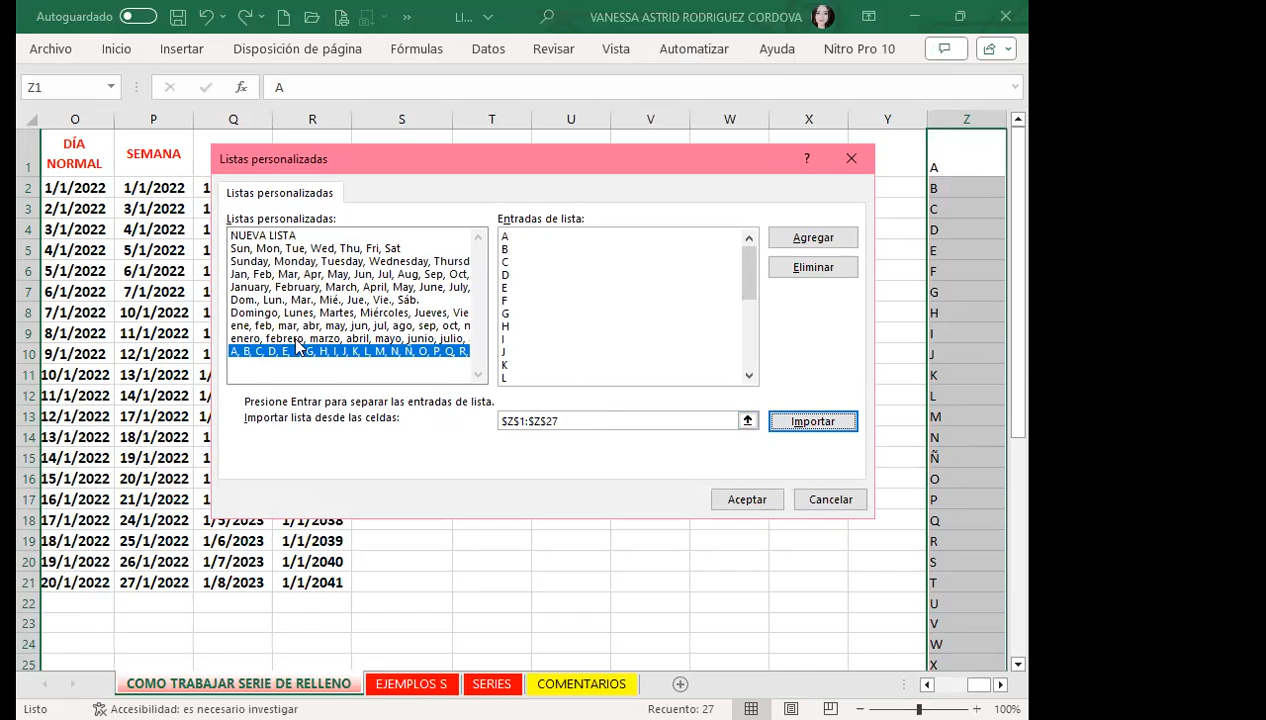 Autoguardado
LI...
VANESSA ASTRID RODRIGUEZ CORDOVA
Archivo Inicio Insertar Disposición de página Fórmulas Datos Revisar Vista Automatizar Ayuda Nitro Pro 10
Z1 fx A
O P Q R S T U V W X Y Z
DÍA NORMAL SEMANA
1 A
2 1/1/2022 1/1/2022 B
3 2/1/2022 3/1/2022 C
4 3/1/2022 4/1/2022 D
5 4/1/2022 5/1/2022 E
6 5/1/2022 6/1/2022 F
7 6/1/2022 7/1/2022 G
8 7/1/2022 10/1/2022 H
9 8/1/2022 11/1/2022 I
10 9/1/2022 12/1/2022 J
11 10/1/2022 13/1/2022 K
12 11/1/2022 14/1/2022 L
13 12/1/2022 17/1/2022 M
14 13/1/2022 18/1/2022 N
15 14/1/2022 19/1/2022 Ñ
16 15/1/2022 20/1/2022 O
17 16/1/2022 21/1/2022 P
18 17/1/2022 24/1/2022 1/5/2023 1/1/2038 Q
19 18/1/2022 25/1/2022 1/6/2023 1/1/2039 R
20 19/1/2022 26/1/2022 1/7/2023 1/1/2040 S
21 20/1/2022 27/1/2022 1/8/2023 1/1/2041 T
22 U
23 V
24 W
25 X
Listas personalizadas ?
Listas personalizadas
Listas personalizadas:
NUEVA LISTA
Sun, Mon, Tue, Wed, Thu, Fri, Sat
Sunday, Monday, Tuesday, Wednesday, Thursd
Jan, Feb, Mar, Apr, May, Jun, Jul, Aug, Sep, Oct,
January, February, March, April, May, June, July,
Dom., Lun., Mar., Mié., Jue., Vie., Sáb.
Domingo, Lunes, Martes, Miércoles, Jueves, Vie
ene, feb, mar, abr, may, jun, jul, ago, sep, oct, n
enero, febrero, marzo, abril, mayo, junio, julio,
A, B, C, D, E, G, H, I, J, K, L, M, N, Ñ, O, P, Q, R,
Entradas de lista:
A
B
C
D
E
F
G
H
I
J
K
L
Agregar
Eliminar
Presione Entrar para separar las entradas de lista.
Importar lista desde las celdas:
$Z$1:$Z$27
Importar
Aceptar Cancelar
COMO TRABAJAR SERIE DE RELLENO EJEMPLOS S SERIES COMENTARIOS
Listo Accesibilidad: es necesario investigar Recuento: 27 100%